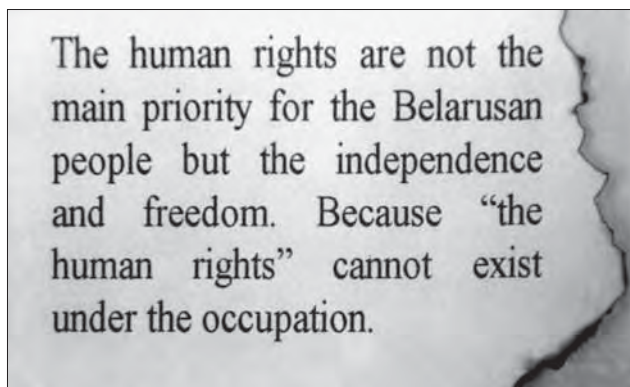 The human rights are not the
main priority for the Belarusan
people but the independence
and freedom. Because “the
human rights” cannot exist
under the occupation.